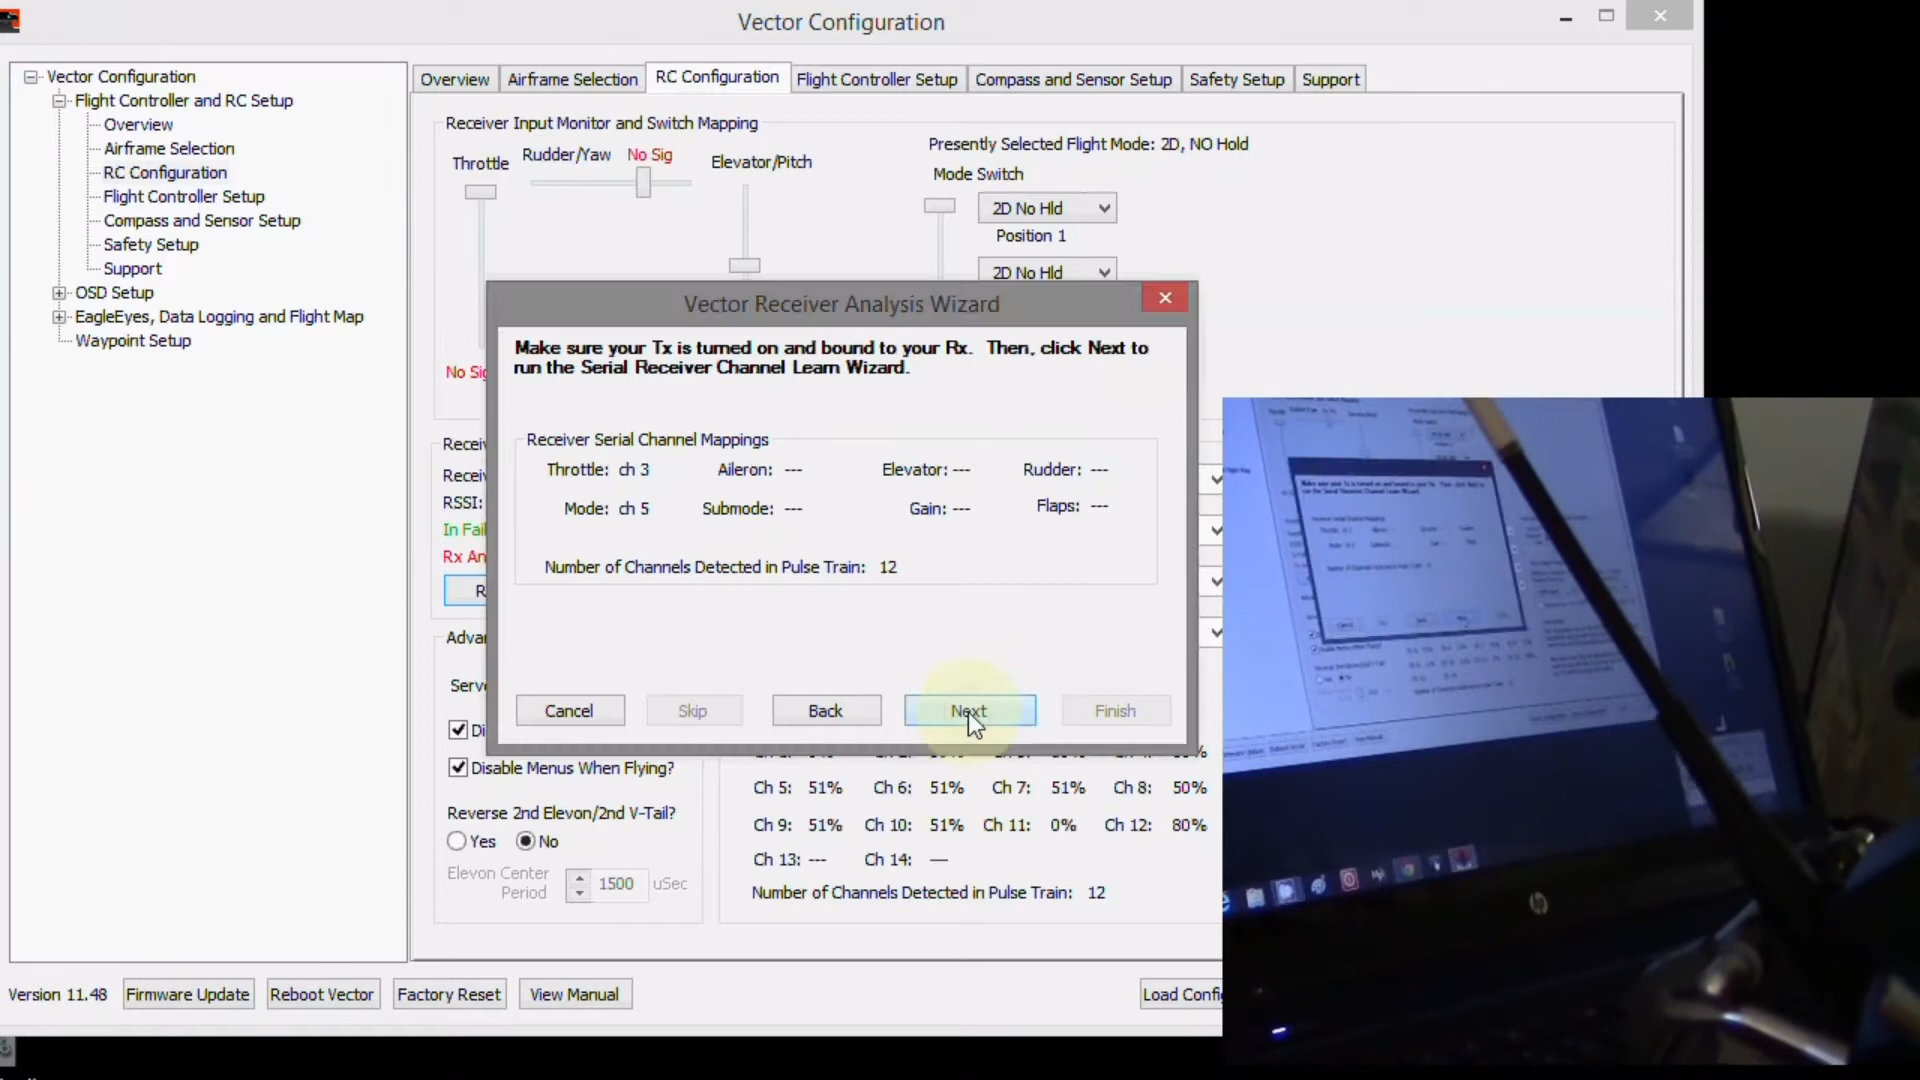 Vector Configuration
Vector Configuration
Flight Controller and RC Setup
Overview
Airframe Selection
RC Configuration
Flight Controller Setup
Compass and Sensor Setup
Safety Setup
Support
OSD Setup
EagleEyes, Data Logging and Flight Map
Waypoint Setup
Overview Airframe Selection RC Configuration Flight Controller Setup Compass and Sensor Setup Safety Setup Support
Receiver Input Monitor and Switch Mapping
Throttle Rudder/Yaw No Sig Elevator/Pitch
Presently Selected Flight Mode: 2D, NO Hold
Mode Switch
2D No Hld
Position 1
2D No Hld
No Sig
Vector Receiver Analysis Wizard
Make sure your Tx is turned on and bound to your Rx. Then, click Next to
run the Serial Receiver Channel Learn Wizard.
Receiver Serial Channel Mappings
Throttle: ch 3 Aileron: --- Elevator: --- Rudder: ---
Mode: ch 5 Submode: --- Gain: --- Flaps: ---
Number of Channels Detected in Pulse Train: 12
Cancel Skip Back Next Finish
RSSI:
Disable Menus When Flying?
Reverse 2nd Elevon/2nd V-Tail?
Yes No
Elevon Center
Period 1500 uSec
Ch 5: 51% Ch 6: 51% Ch 7: 51% Ch 8: 50%
Ch 9: 51% Ch 10: 51% Ch 11: 0% Ch 12: 80%
Ch 13: --- Ch 14: ---
Number of Channels Detected in Pulse Train: 12
Version 11.48 Firmware Update Reboot Vector Factory Reset View Manual
Load Confi
hp